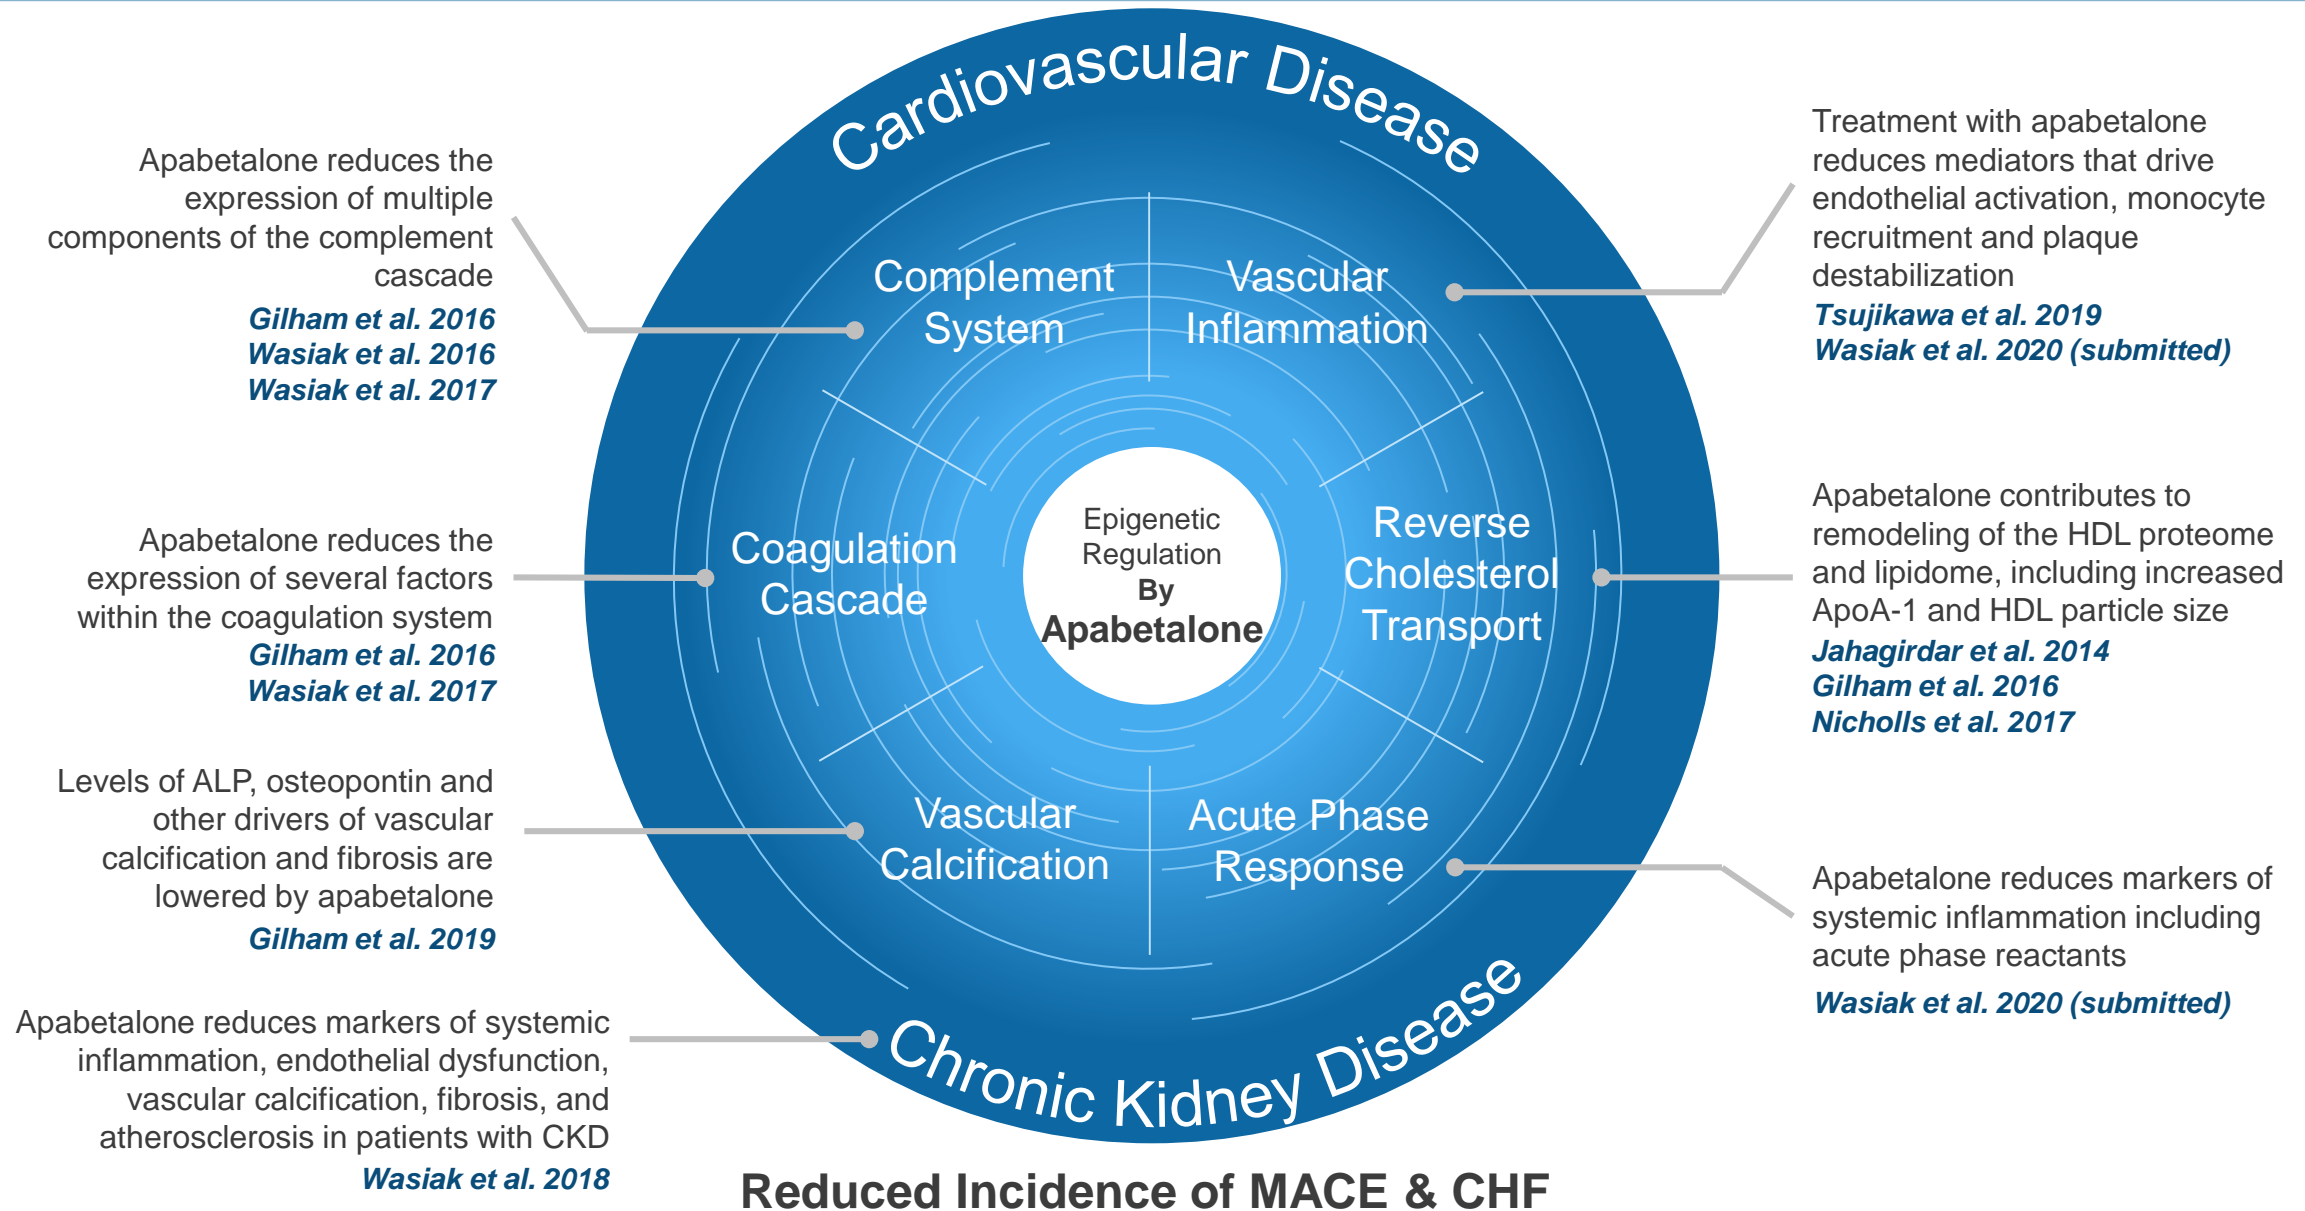 Cardiovascular Disease
Apabetalone reduces the
expression of multiple
components of the complement
cascade
Gilham et al. 2016
Wasiak et al. 2016
Wasiak et al. 2017
Apabetalone reduces the
expression of several factors
within the coagulation system
Gilham et al. 2016
Wasiak et al. 2017
Levels of ALP, osteopontin and
other drivers of vascular
calcification and fibrosis are
lowered by apabetalone
Gilham et al. 2019
Apabetalone reduces markers of systemic
inflammation, endothelial dysfunction,
vascular calcification, fibrosis, and
atherosclerosis in patients with CKD
Wasiak et al. 2018
Complement
System
Vascular
Inflammation
Coagulation
Cascade
Epigenetic
Regulation
By
Apabetalone
Reverse
Cholesterol
Transport
Vascular
Calcification
Acute Phase
Response
Chronic Kidney Disease
Treatment with apabetalone
reduces mediators that drive
endothelial activation, monocyte
recruitment and plaque
destabilization
Tsujikawa et al. 2019
Wasiak et al. 2020 (submitted)
Apabetalone contributes to
remodeling of the HDL proteome
and lipidome, including increased
ApoA-1 and HDL particle size
Jahagirdar et al. 2014
Gilham et al. 2016
Nicholls et al. 2017
Apabetalone reduces markers of
systemic inflammation including
acute phase reactants
Wasiak et al. 2020 (submitted)
Reduced Incidence of MACE & CHF